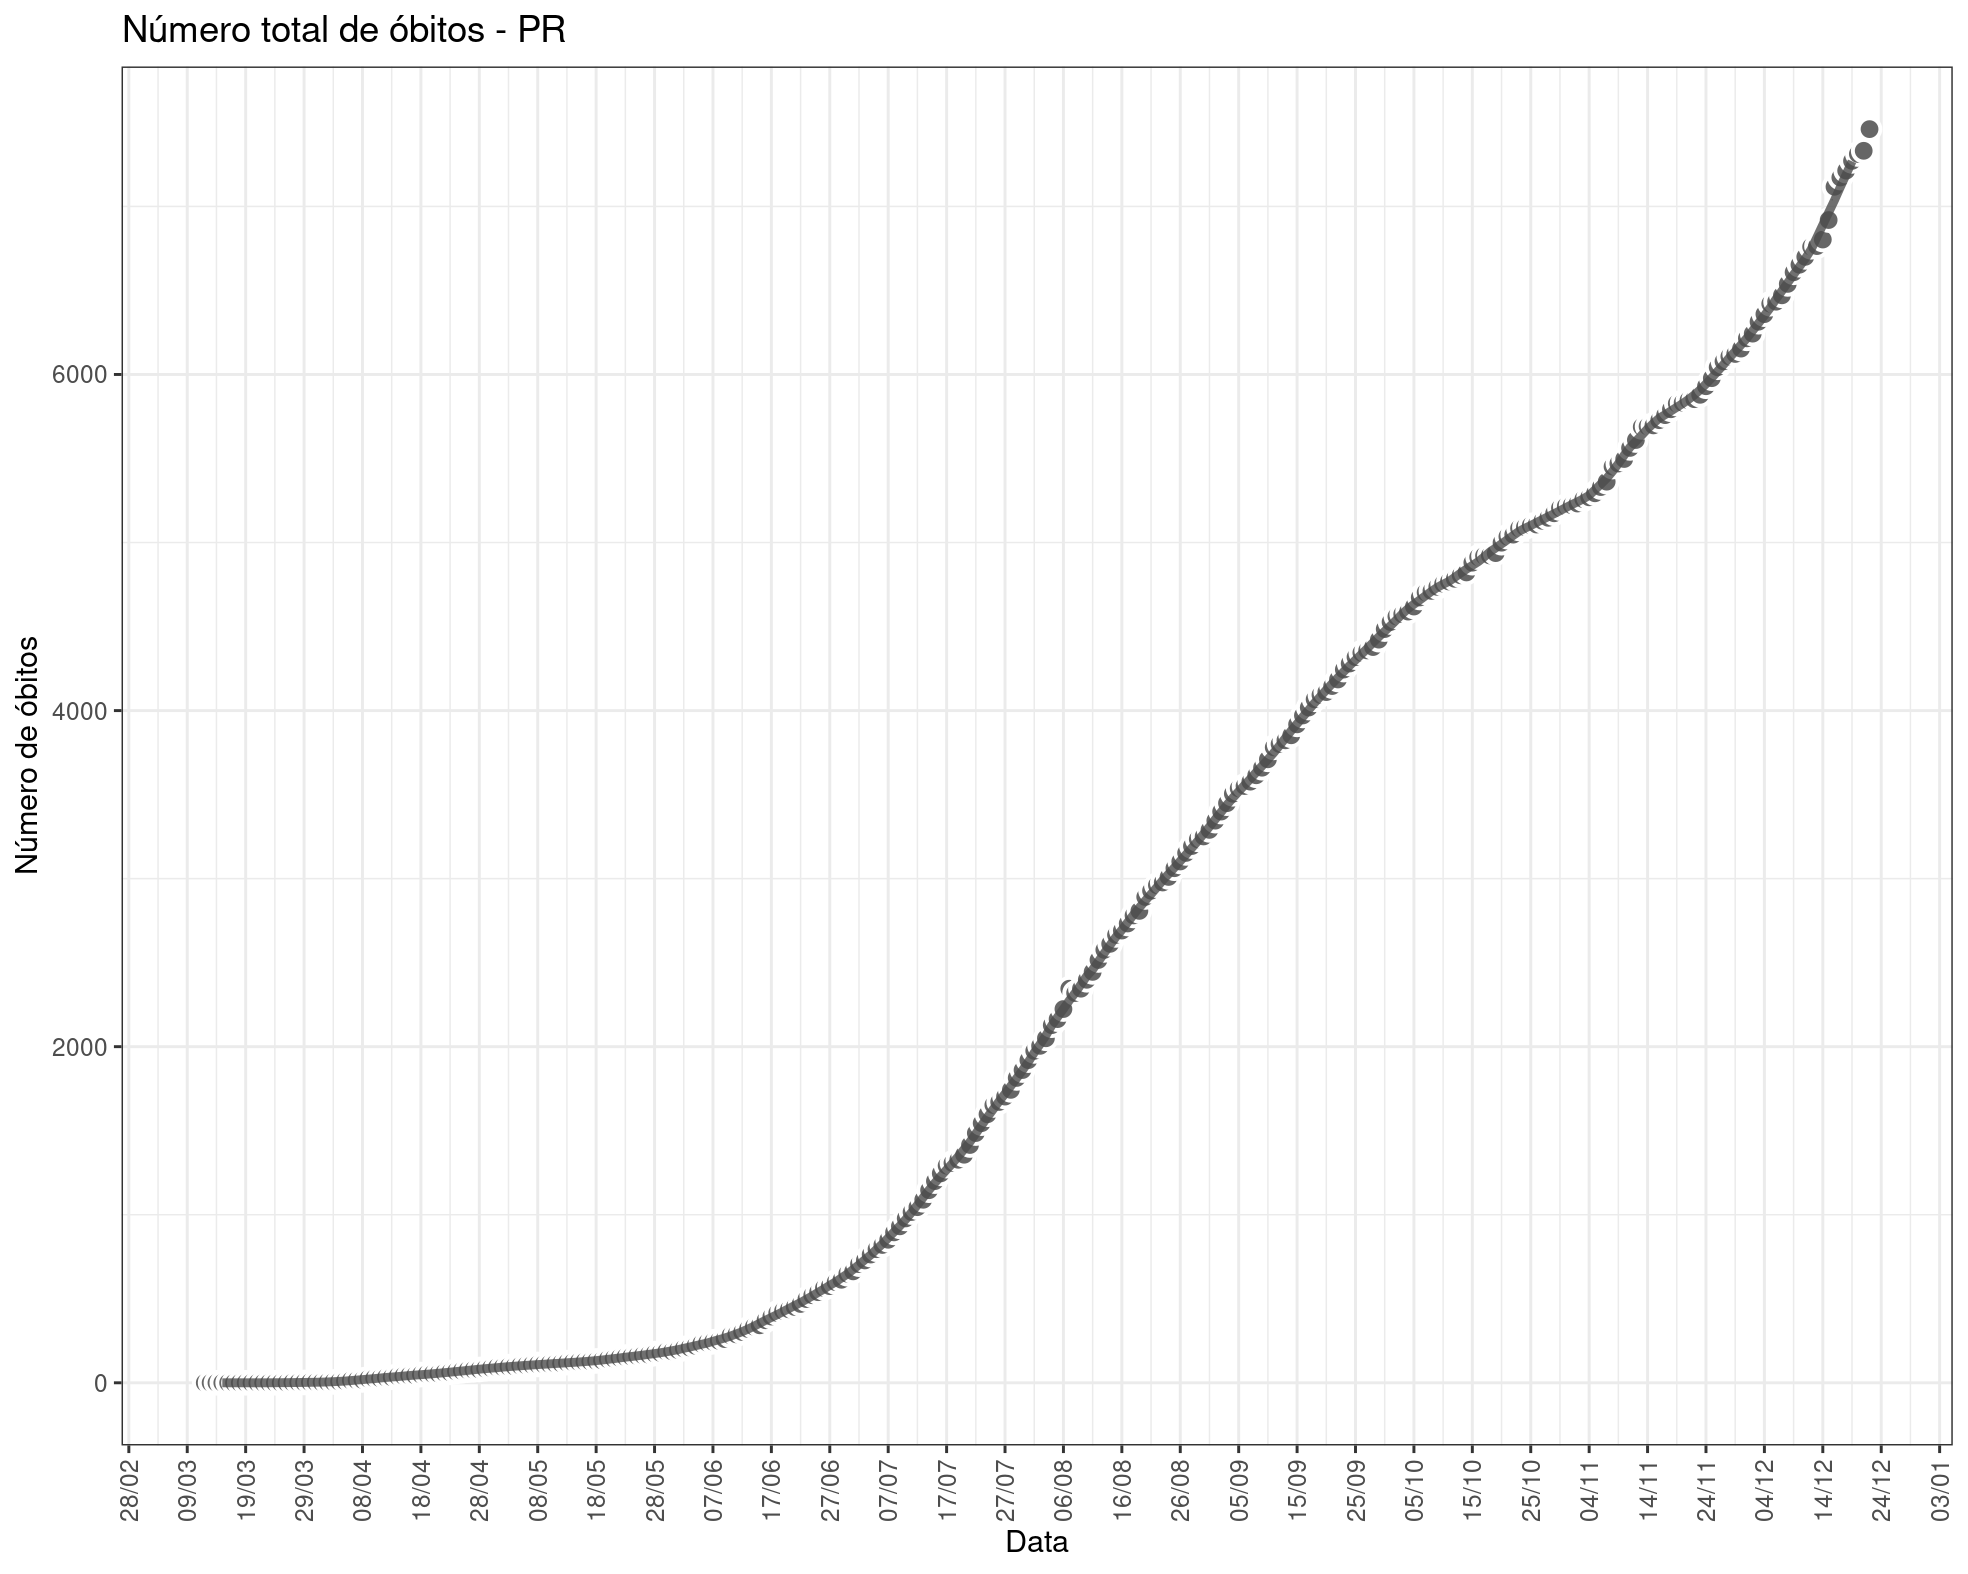 Número total de óbitos - PR
Número de óbitos
6000
4000
2000
0
28/02 09/03 19/03 29/03 08/04 18/04 28/04 08/05 18/05 28/05 07/06 17/06 27/06 07/07 17/07 27/07 06/08 16/08 26/08 05/09 15/09 25/09 05/10 15/10 25/10 04/11 14/11 24/11 04/12 14/12 24/12 03/01
Data